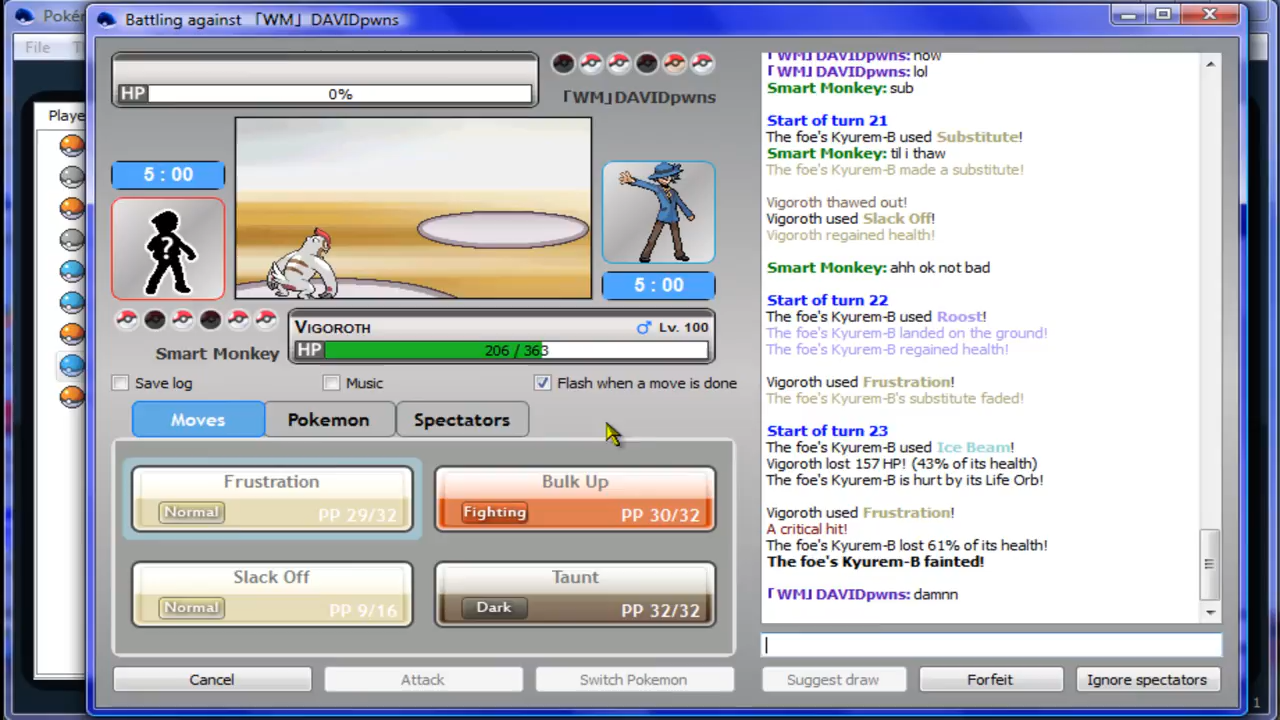 Poké
Battling against 「WM」DAVIDpwns
File T
Playe
HP 0%
「WM」DAVIDpwns
5 : 00
5 : 00
?
VIGOROTH ♂ Lv. 100
HP 206 / 363
Smart Monkey
Save log
Music
Flash when a move is done
Moves
Pokemon
Spectators
Frustration
Normal PP 29/32
Bulk Up
Fighting PP 30/32
Slack Off
Normal PP 9/16
Taunt
Dark PP 32/32
Cancel
Attack
Switch Pokemon
「WM」DAVIDpwns: now
「WM」DAVIDpwns: lol
Smart Monkey: sub
Start of turn 21
The foe's Kyurem-B used Substitute!
Smart Monkey: til i thaw
The foe's Kyurem-B made a substitute!
Vigoroth thawed out!
Vigoroth used Slack Off!
Vigoroth regained health!
Smart Monkey: ahh ok not bad
Start of turn 22
The foe's Kyurem-B used Roost!
The foe's Kyurem-B landed on the ground!
The foe's Kyurem-B regained health!
Vigoroth used Frustration!
The foe's Kyurem-B's substitute faded!
Start of turn 23
The foe's Kyurem-B used Ice Beam!
Vigoroth lost 157 HP! (43% of its health)
The foe's Kyurem-B is hurt by its Life Orb!
Vigoroth used Frustration!
A critical hit!
The foe's Kyurem-B lost 61% of its health!
The foe's Kyurem-B fainted!
「WM」DAVIDpwns: damnn
Suggest draw
Forfeit
Ignore spectators
1